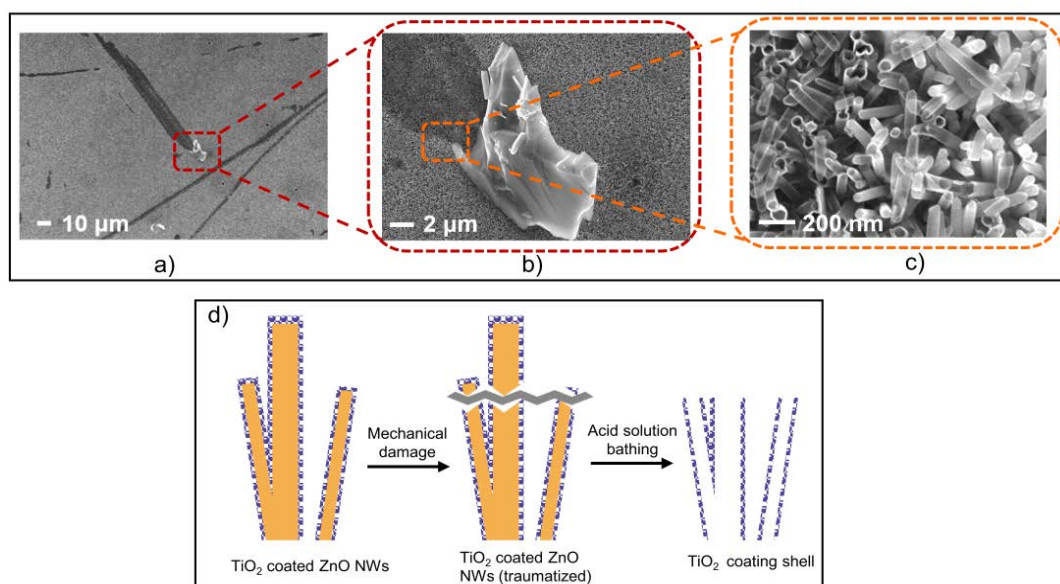 10 µm
2 µm
200 nm
a)
b)
c)
d)
Mechanical
damage
Acid solution
bathing
TiO₂ coated ZnO NWs
TiO₂ coated ZnO
NWs (traumatized)
TiO₂ coating shell